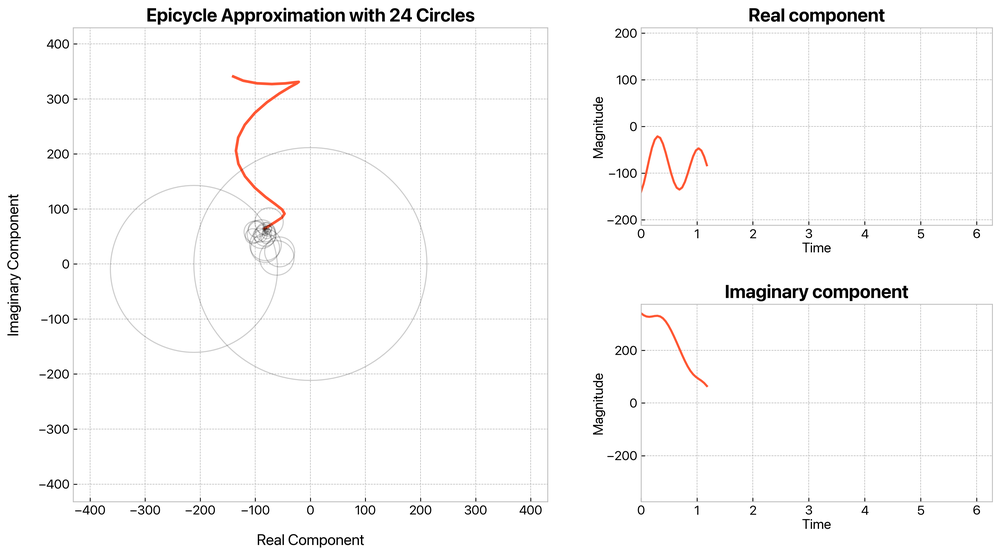 Epicycle Approximation with 24 Circles
400
300
200
100
0
−100
−200
−300
−400
−400 −300 −200 −100 0 100 200 300 400
Imaginary Component
Real Component
Real component
200
100
0
−100
−200
0 1 2 3 4 5 6
Magnitude
Time
Imaginary component
200
0
−200
0 1 2 3 4 5 6
Magnitude
Time